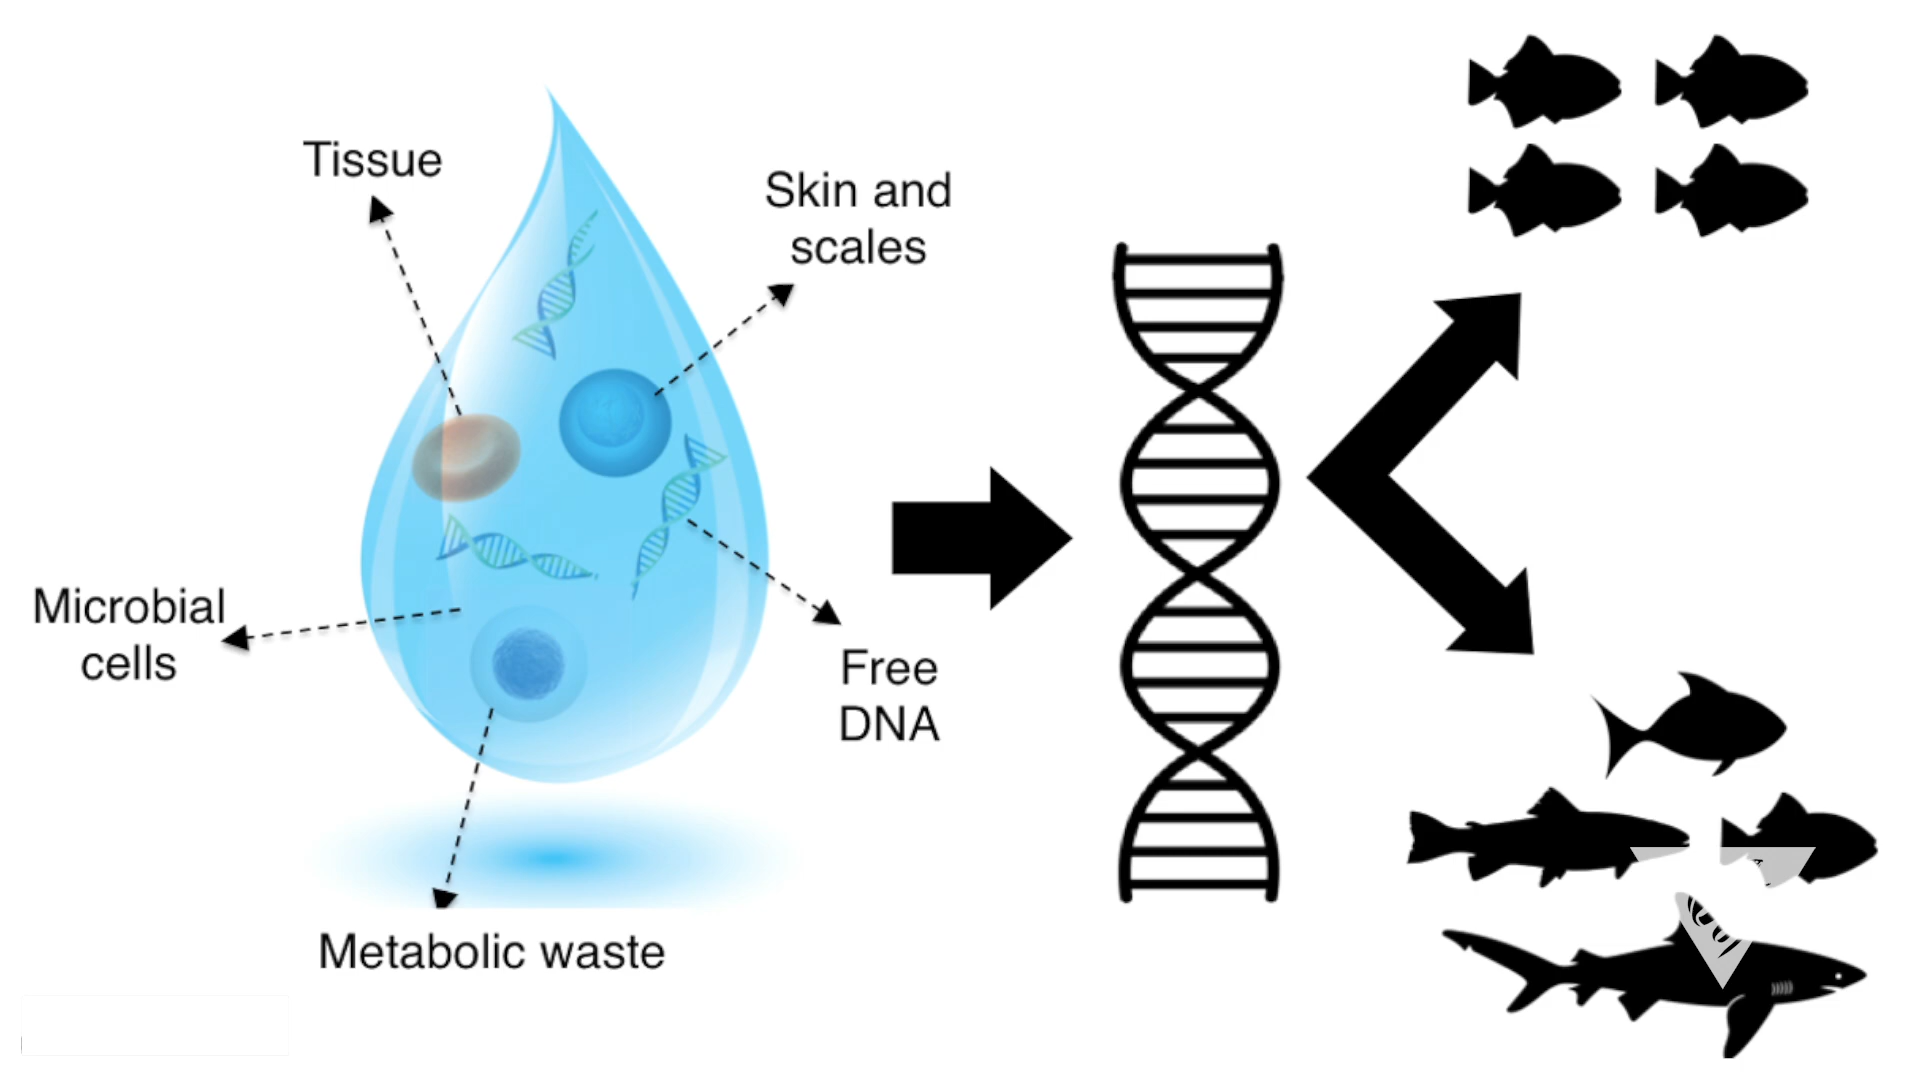 Tissue
Skin and
scales
Microbial
cells
Free
DNA
Metabolic waste